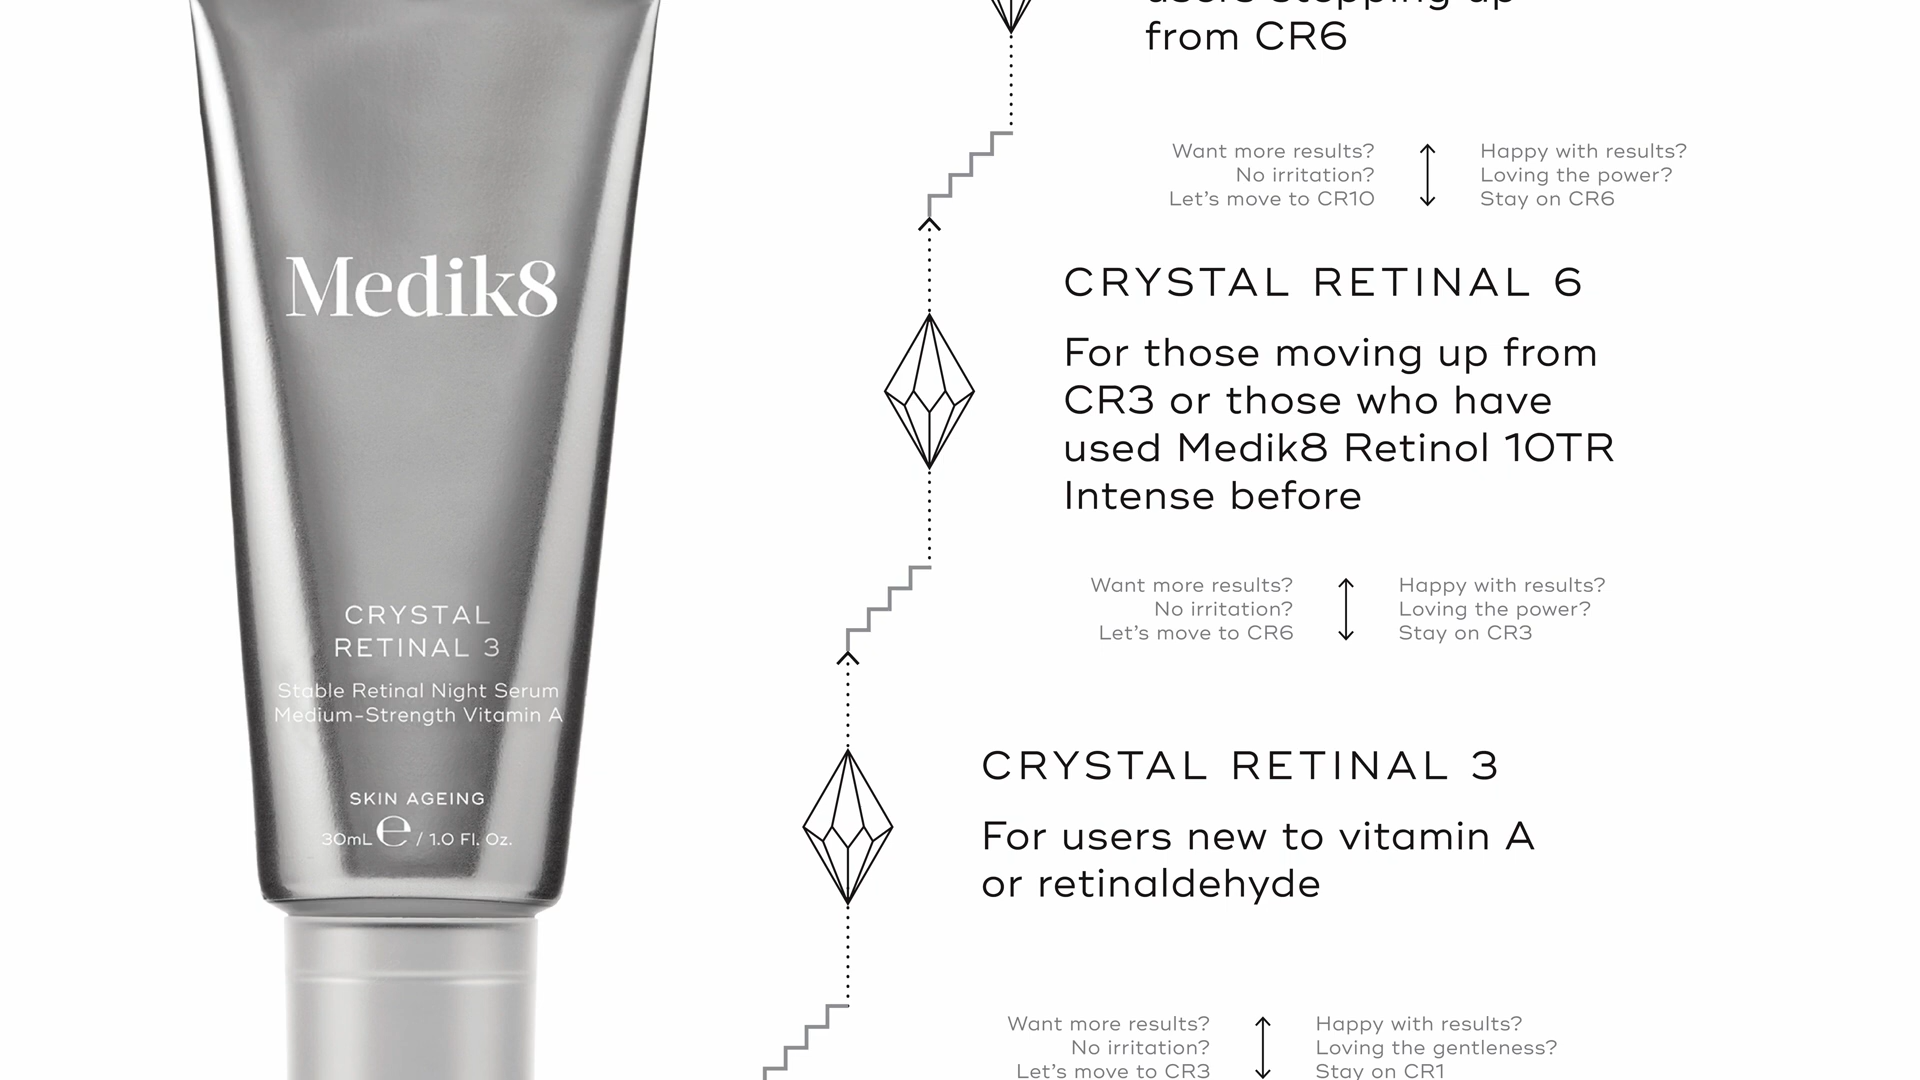 Medik8
CRYSTAL
RETINAL 3
Stable Retinal Night Serum
Medium-Strength Vitamin A
SKIN AGEING
30mL ℮ / 1.0 Fl. Oz.
users stepping up
from CR6
Want more results?
No irritation?
Let's move to CR10
Happy with results?
Loving the power?
Stay on CR6
CRYSTAL RETINAL 6
For those moving up from
CR3 or those who have
used Medik8 Retinol 10TR
Intense before
Want more results?
No irritation?
Let's move to CR6
Happy with results?
Loving the power?
Stay on CR3
CRYSTAL RETINAL 3
For users new to vitamin A
or retinaldehyde
Want more results?
No irritation?
Let's move to CR3
Happy with results?
Loving the gentleness?
Stay on CR1